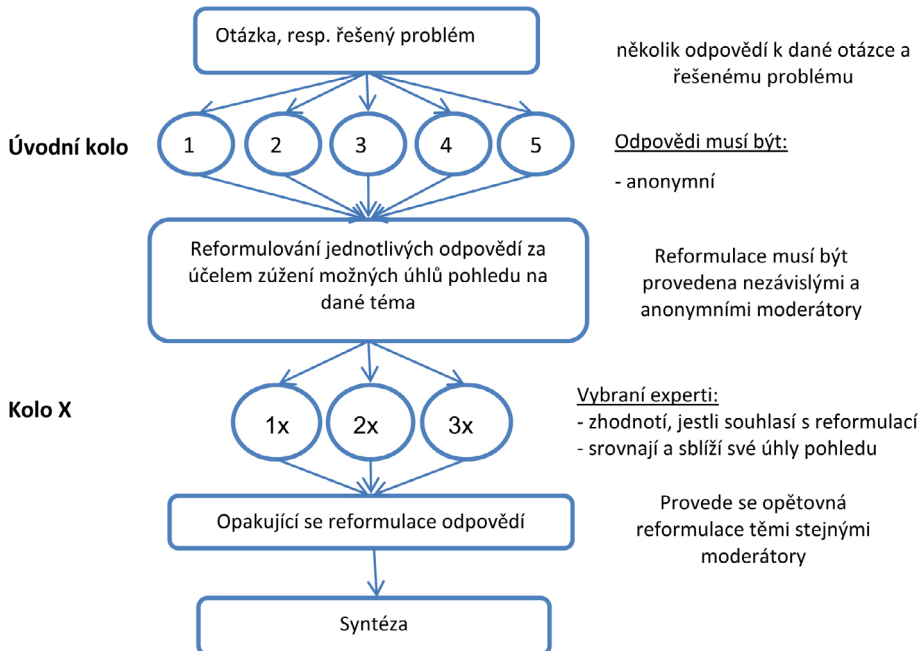 Otázka, resp. řešený problém
několik odpovědí k dané otázce a
řešenému problému
Úvodní kolo
1
2
3
4
5
Odpovědi musí být:
- anonymní
Reformulování jednotlivých odpovědí za
účelem zúžení možných úhlů pohledu na
dané téma
Reformulace musí být
provedena nezávislými a
anonymními moderátory
Kolo X
1x
2x
3x
Vybraní experti:
- zhodnotí, jestli souhlasí s reformulací
- srovnají a sblíží své úhly pohledu
Opakující se reformulace odpovědí
Provede se opětovná
reformulace těmi stejnými
moderátory
Syntéza